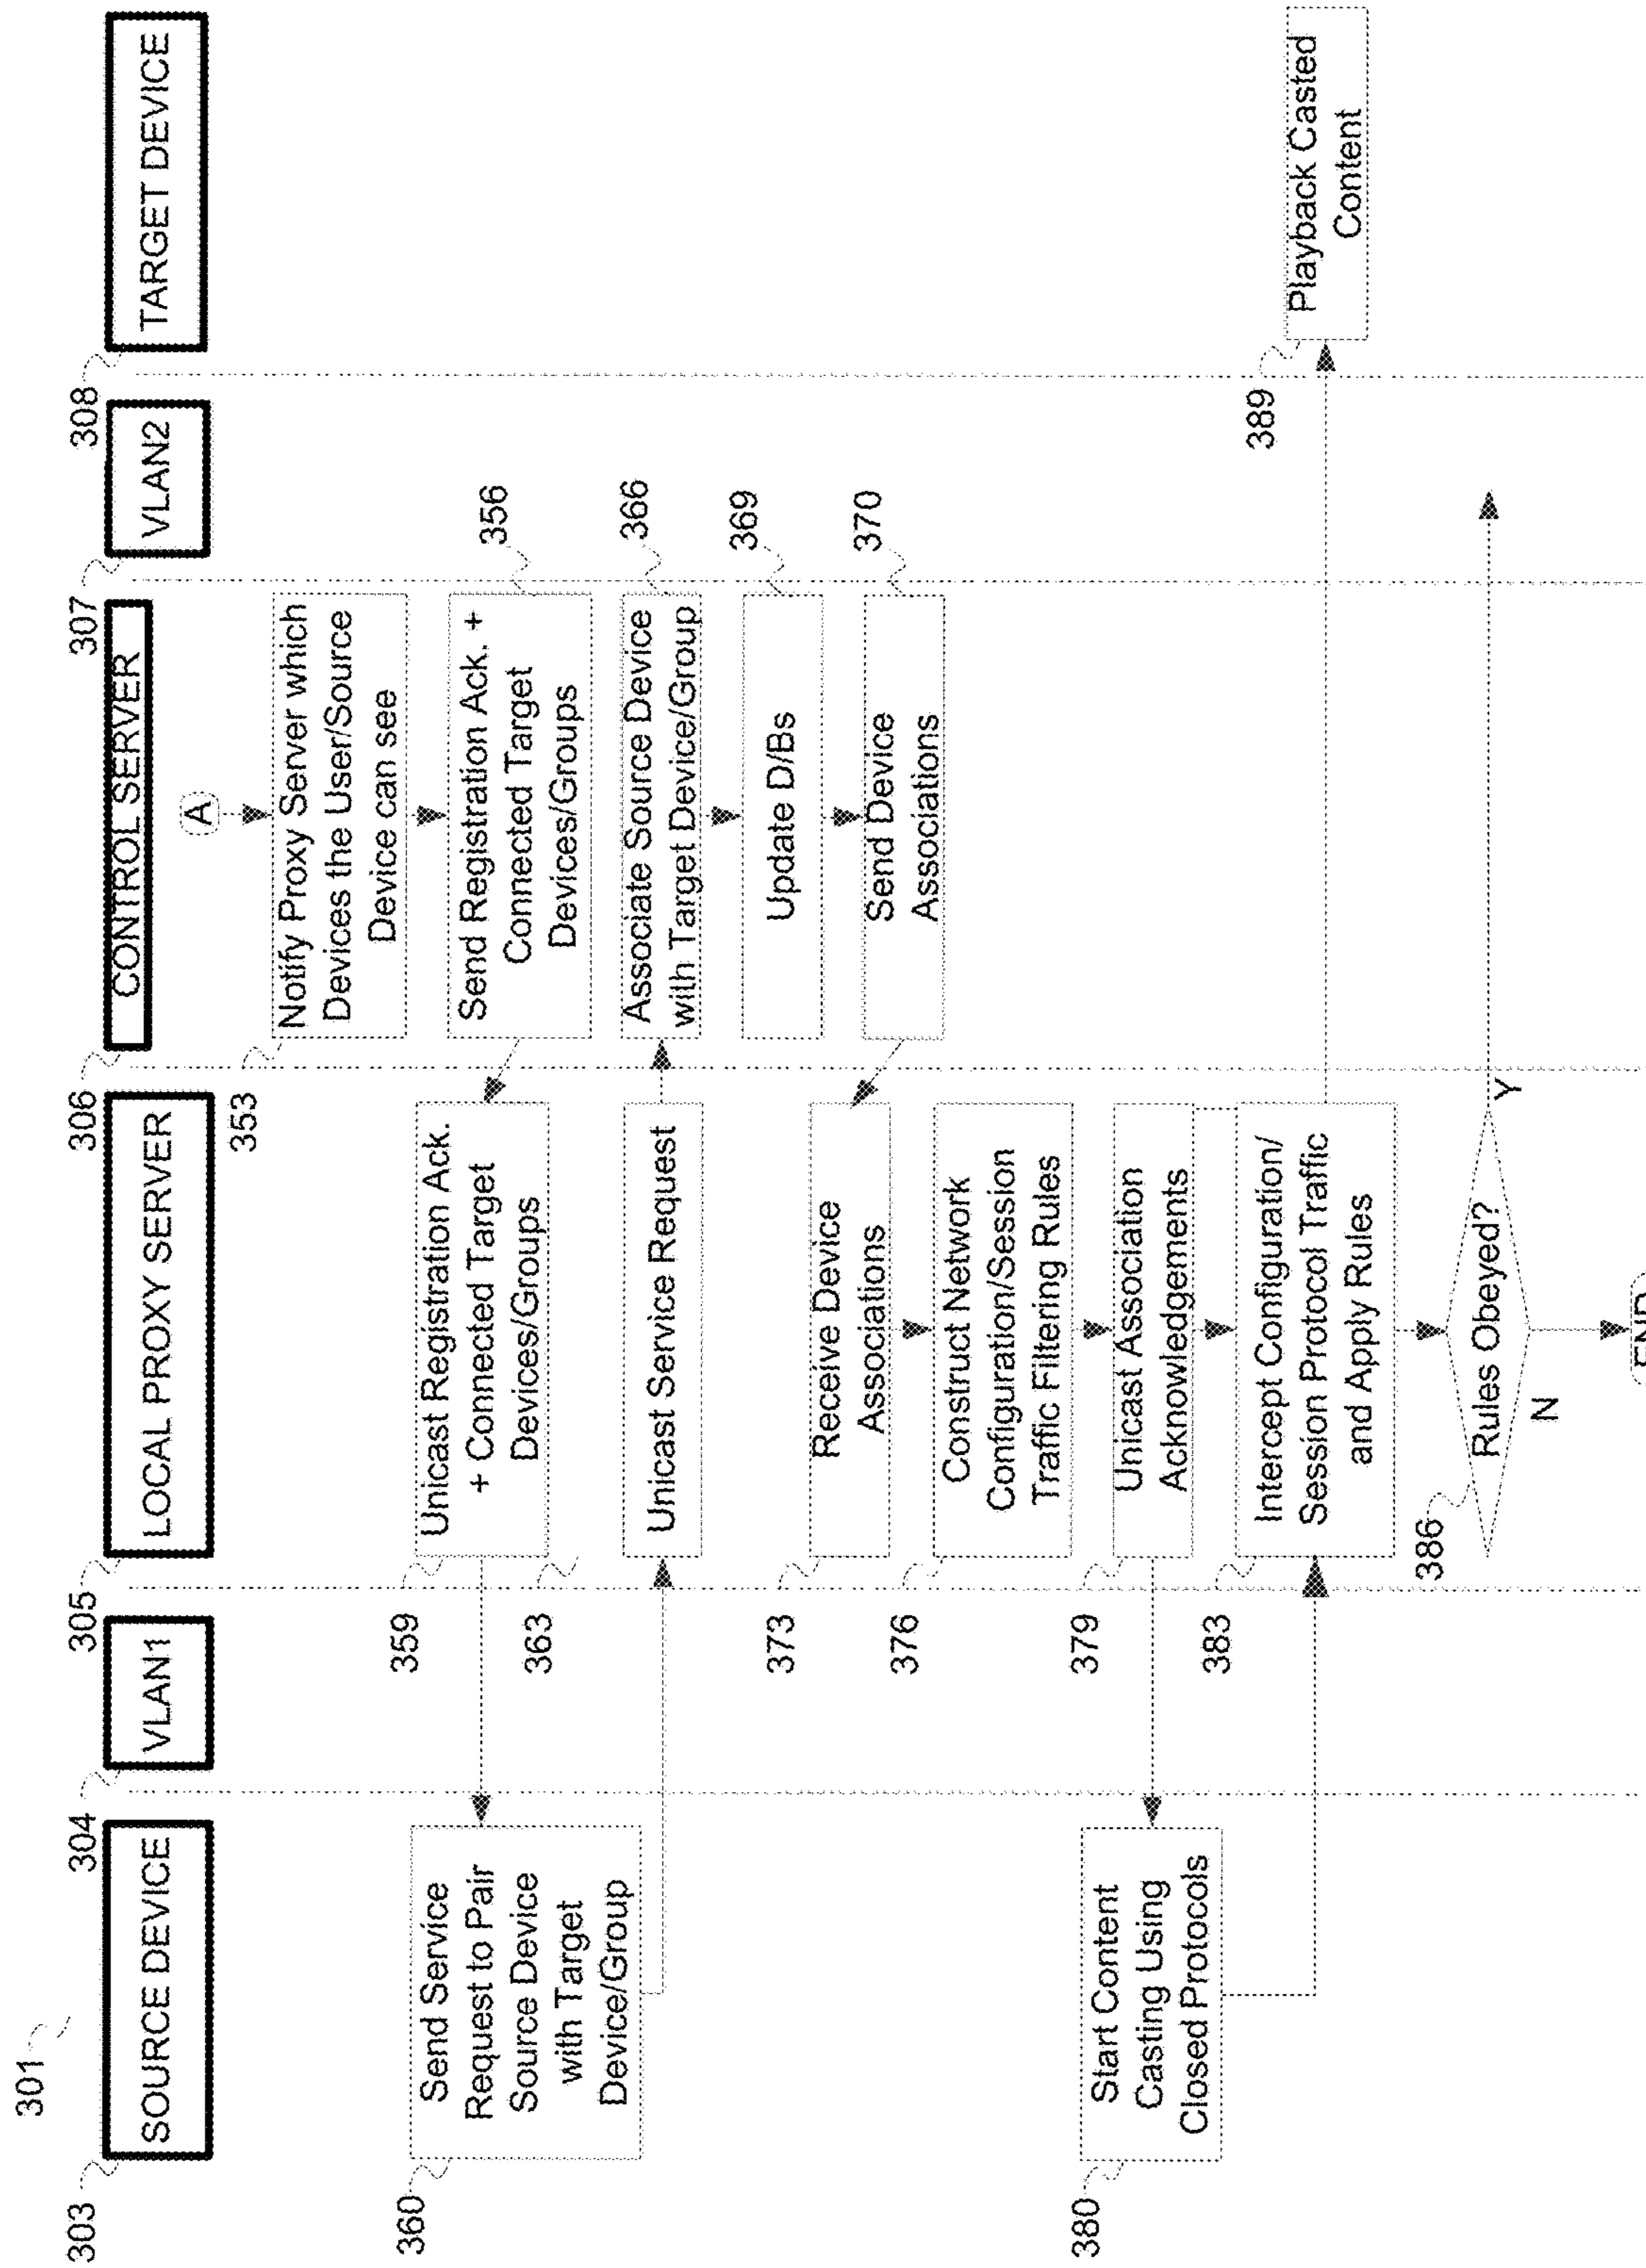 301
303
SOURCE DEVICE
304
VLAN1
305
LOCAL PROXY SERVER
306
CONTROL SERVER
307
VLAN2
308
TARGET DEVICE
A
353
Notify Proxy Server which
Devices the User/Source
Device can see
Send Registration Ack. +
Connected Target
Devices/Groups
356
359
Unicast Registration Ack.
+ Connected Target
Devices/Groups
360
Send Service
Request to Pair
Source Device
with Target
Device/Group
363
Unicast Service Request
Associate Source Device
with Target Device/Group
366
Update D/Bs
369
Send Device
Associations
370
373
Receive Device
Associations
376
Construct Network
Configuration/Session
Traffic Filtering Rules
379
Unicast Association
Acknowledgements
380
Start Content
Casting Using
Closed Protocols
383
Intercept Configuration/
Session Protocol Traffic
and Apply Rules
389
Playback Casted
Content
386
Rules Obeyed?
Y
N
END